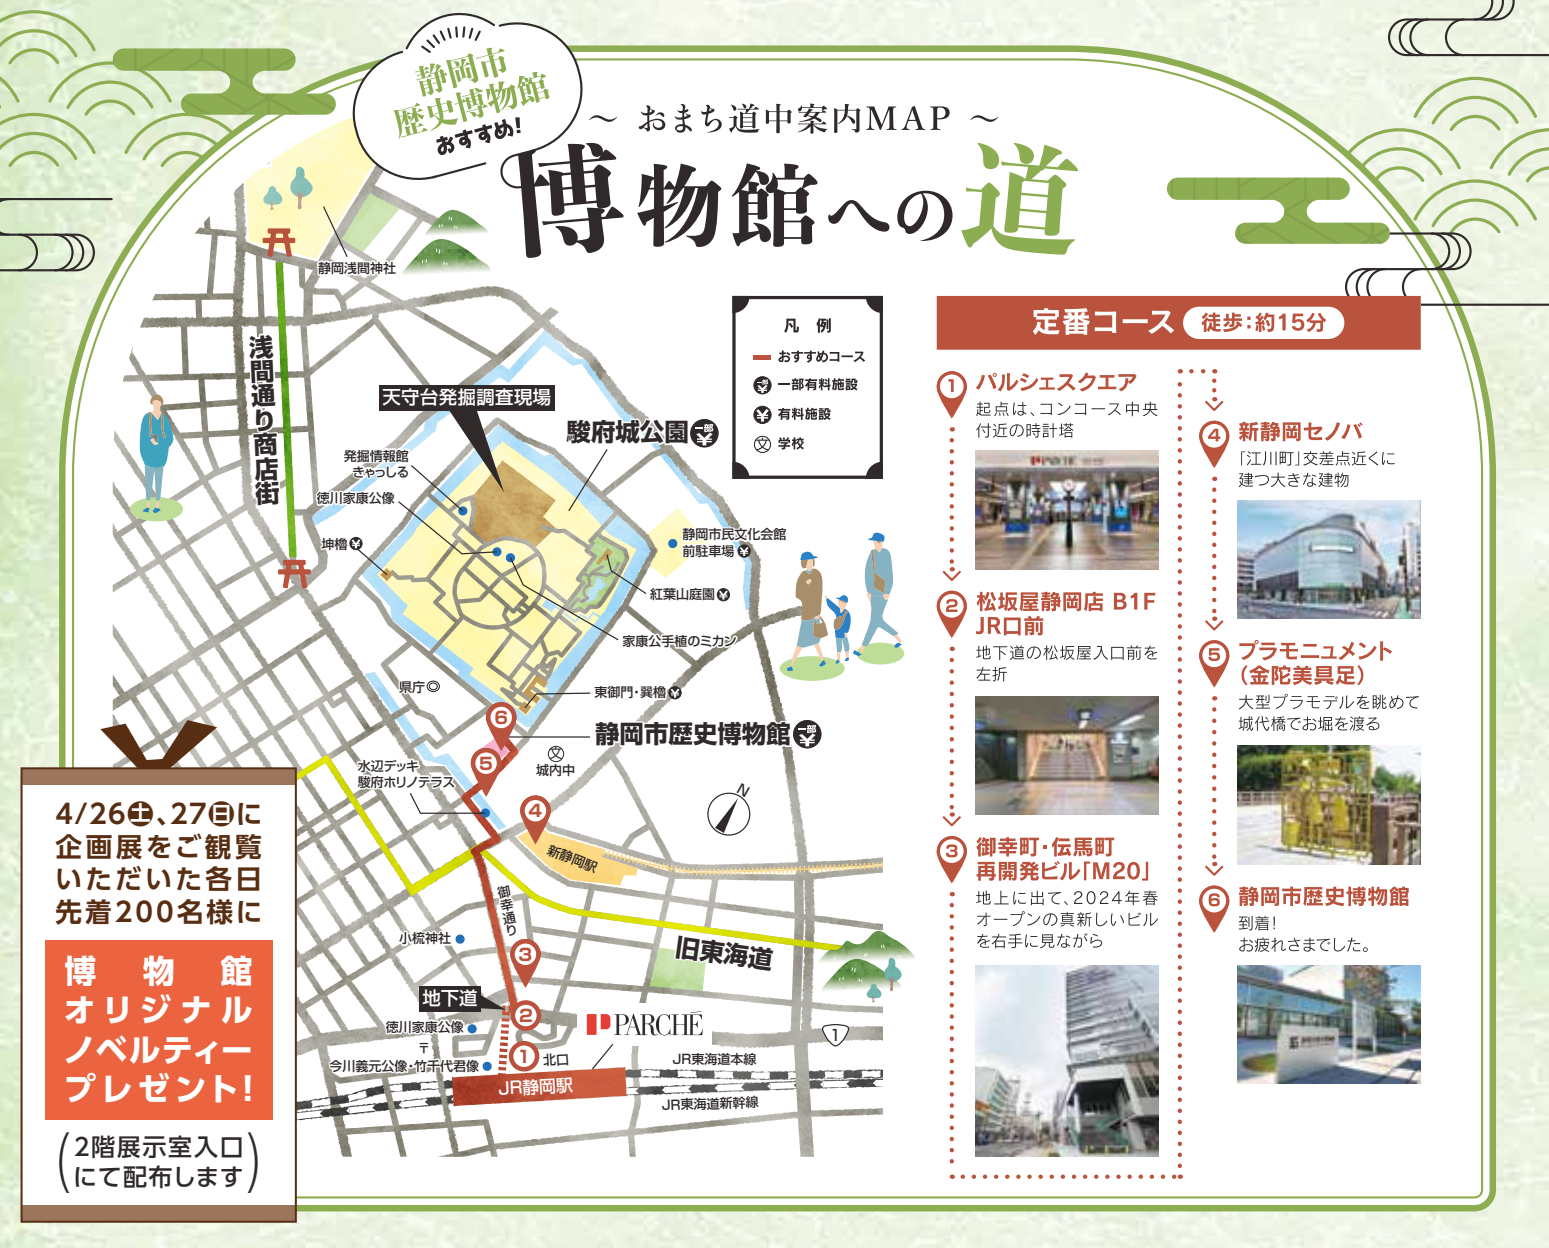 静岡市
歴史博物館
おすすめ!
～ おまち道中案内MAP ～
博物館への道
静岡浅間神社
浅間通り商店街
天守台発掘調査現場
駿府城公園
一部
発掘情報館
きゃっしる
徳川家康公像
坤櫓¥
静岡市民文化会館
前駐車場¥
紅葉山庭園¥
家康公手植のミカン
県庁◎
東御門・巽櫓¥
静岡市歴史博物館
一部
6
5
4
文
城内中
水辺デッキ
駿府ホリノテラス
N
新静岡駅
御幸通り
小梳神社
旧東海道
3
地下道
2
徳川家康公像
〒
PARCHE
1
1
北口
今川義元公像・竹千代君像
JR東海道本線
JR静岡駅
JR東海道新幹線
凡 例
おすすめコース
一部有料施設
¥ 有料施設
文 学校
定番コース 徒歩:約15分
1 パルシェスクエア
起点は、コンコース中央
付近の時計塔
PARCHE
2 松坂屋静岡店 B1F
JR口前
地下道の松坂屋入口前を
左折
3 御幸町・伝馬町
再開発ビル「M20」
地上に出て、2024年春
オープンの真新しいビル
を右手に見ながら
4 新静岡セノバ
「江川町」交差点近くに
建つ大きな建物
5 プラモニュメント
(金陀美具足)
大型プラモデルを眺めて
城代橋でお堀を渡る
6 静岡市歴史博物館
到着!
お疲れさまでした。
4/26土、27日に
企画展をご観覧
いただいた各日
先着200名様に
博物館
オリジナル
ノベルティー
プレゼント!
(2階展示室入口
にて配布します)